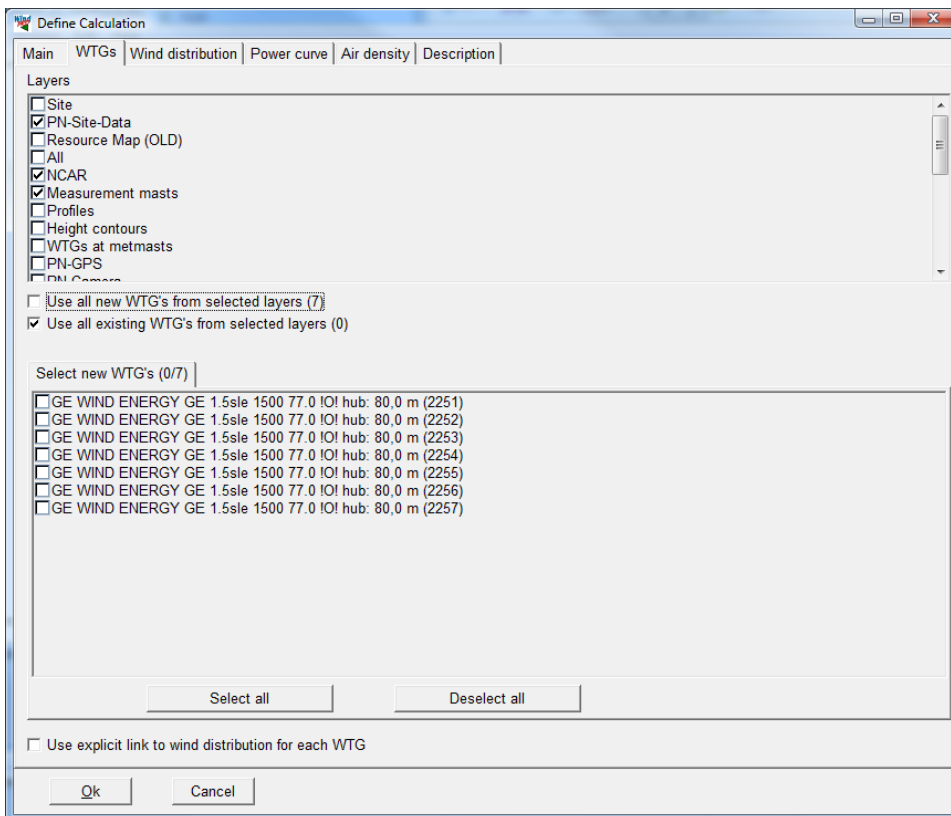 Wind
Define Calculation
Main WTGs Wind distribution Power curve Air density Description
Layers
Site
PN-Site-Data
Resource Map (OLD)
All
NCAR
Measurement masts
Profiles
Height contours
WTGs at metmasts
PN-GPS
PN-Camera
Use all new WTG's from selected layers (7)
Use all existing WTG's from selected layers (0)
Select new WTG's (0/7)
GE WIND ENERGY GE 1.5sle 1500 77.0 !O! hub: 80,0 m (2251)
GE WIND ENERGY GE 1.5sle 1500 77.0 !O! hub: 80,0 m (2252)
GE WIND ENERGY GE 1.5sle 1500 77.0 !O! hub: 80,0 m (2253)
GE WIND ENERGY GE 1.5sle 1500 77.0 !O! hub: 80,0 m (2254)
GE WIND ENERGY GE 1.5sle 1500 77.0 !O! hub: 80,0 m (2255)
GE WIND ENERGY GE 1.5sle 1500 77.0 !O! hub: 80,0 m (2256)
GE WIND ENERGY GE 1.5sle 1500 77.0 !O! hub: 80,0 m (2257)
Select all Deselect all
Use explicit link to wind distribution for each WTG
Ok Cancel